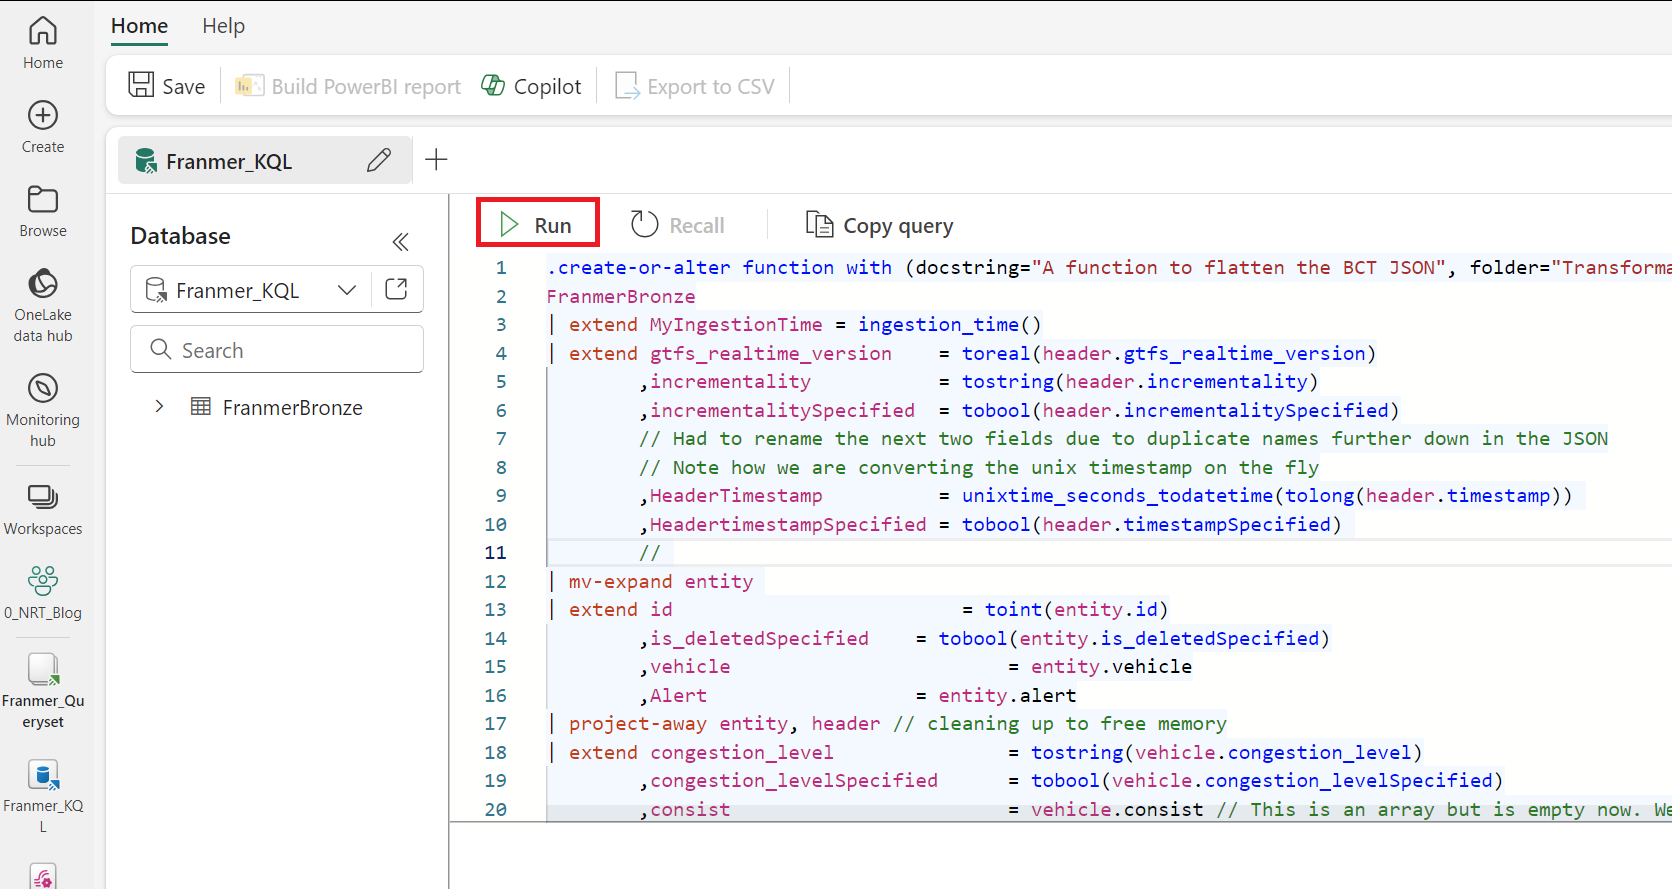 Home
Help
Save
Build PowerBI report
Copilot
Export to CSV
Home
Create
Browse
OneLake
data hub
Monitoring
hub
Workspaces
0_NRT_Blog
Franmer_Qu
eryset
Franmer_KQ
L
Franmer_KQL
Database
Franmer_KQL
Search
FranmerBronze
Run
Recall
Copy query
1 .create-or-alter function with (docstring="A function to flatten the BCT JSON", folder="Transforma
2 FranmerBronze
3 | extend MyIngestionTime = ingestion_time()
4 | extend gtfs_realtime_version = toreal(header.gtfs_realtime_version)
5 ,incrementality = tostring(header.incrementality)
6 ,incrementalitySpecified = tobool(header.incrementalitySpecified)
7 // Had to rename the next two fields due to duplicate names further down in the JSON
8 // Note how we are converting the unix timestamp on the fly
9 ,HeaderTimestamp = unixtime_seconds_todatetime(tolong(header.timestamp))
10 ,HeadertimestampSpecified = tobool(header.timestampSpecified)
11 //
12 | mv-expand entity
13 | extend id = toint(entity.id)
14 ,is_deletedSpecified = tobool(entity.is_deletedSpecified)
15 ,vehicle = entity.vehicle
16 ,Alert = entity.alert
17 | project-away entity, header // cleaning up to free memory
18 | extend congestion_level = tostring(vehicle.congestion_level)
19 ,congestion_levelSpecified = tobool(vehicle.congestion_levelSpecified)
20 ,consist = vehicle.consist // This is an array but is empty now. We